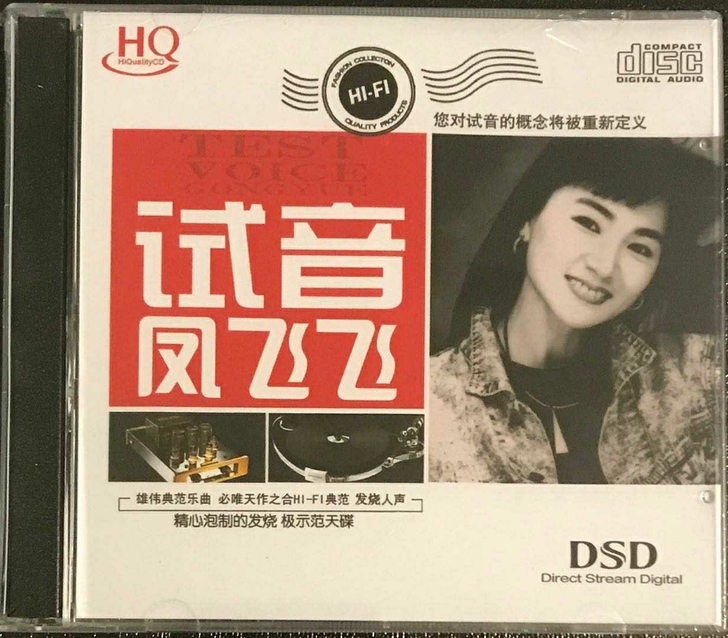 HQ
HiQualityCD
FASHION COLLECTION
HI-FI
QUALITY PRODUCTS
COMPACT
disc
DIGITAL AUDIO
您对试音的概念将被重新定义
TEST
VOICE
GONGYUE
试音
凤飞飞
雄伟典范乐曲 必唯天作之合HI-FI典范 发烧人声
精心泡制的发烧 极示范天碟
DSD
Direct Stream Digital